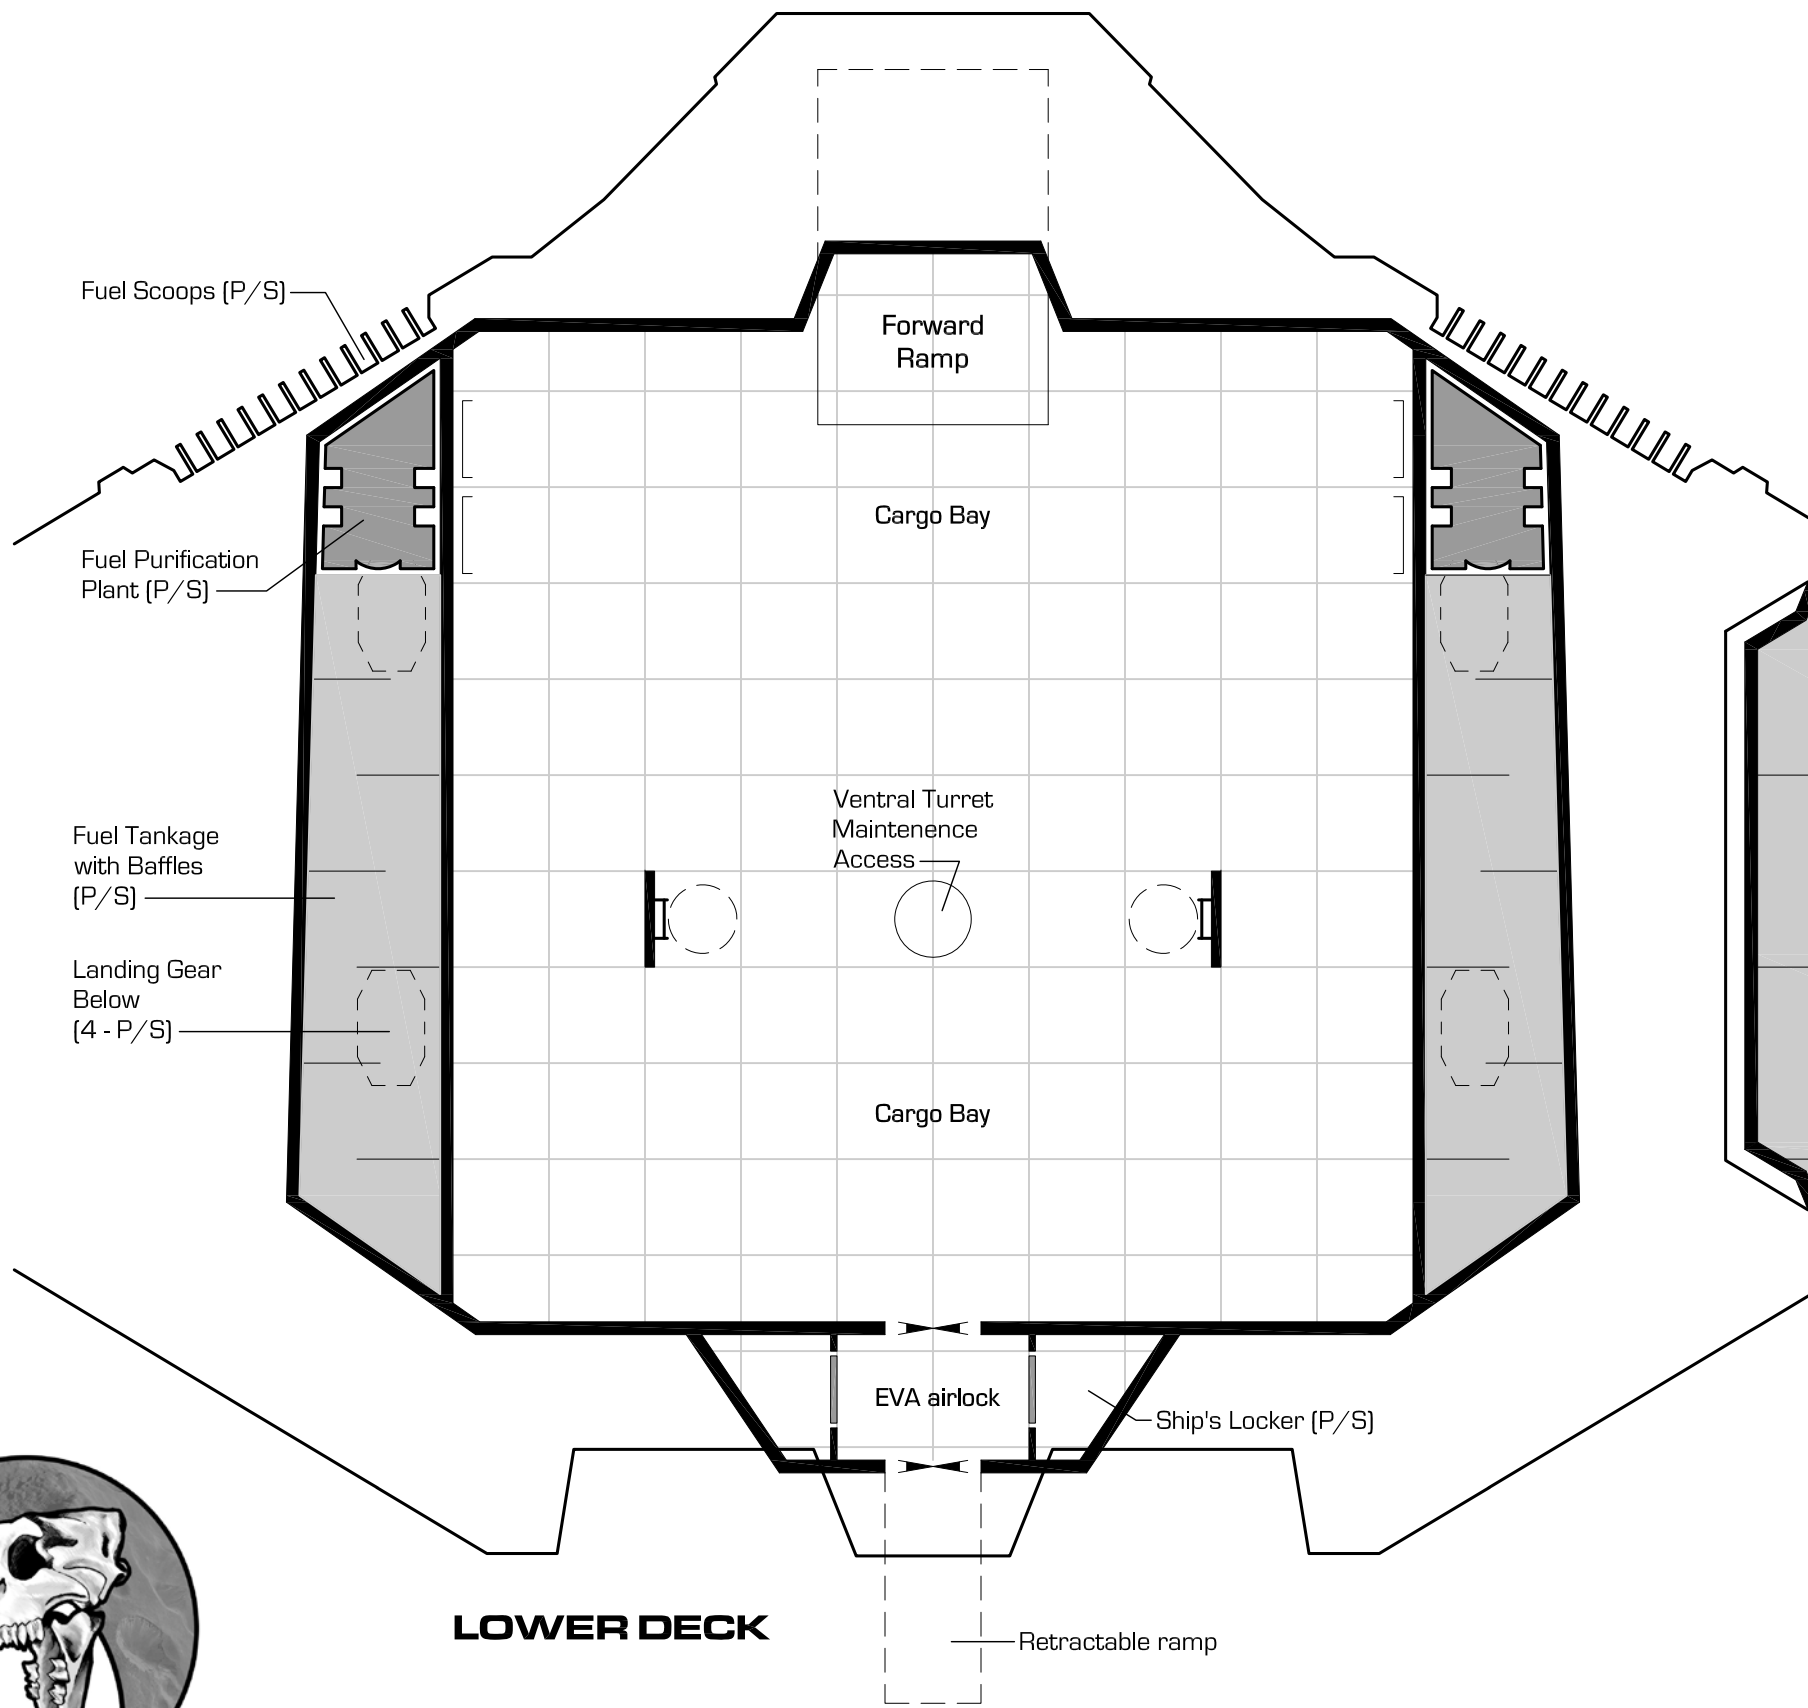 Fuel Scoops (P/S)
Forward
Ramp
Cargo Bay
Fuel Purification
Plant (P/S)
Ventral Turret
Maintenence
Access
Fuel Tankage
with Baffles
(P/S)
Landing Gear
Below
(4 - P/S)
Cargo Bay
EVA airlock
Ship's Locker (P/S)
LOWER DECK
Retractable ramp